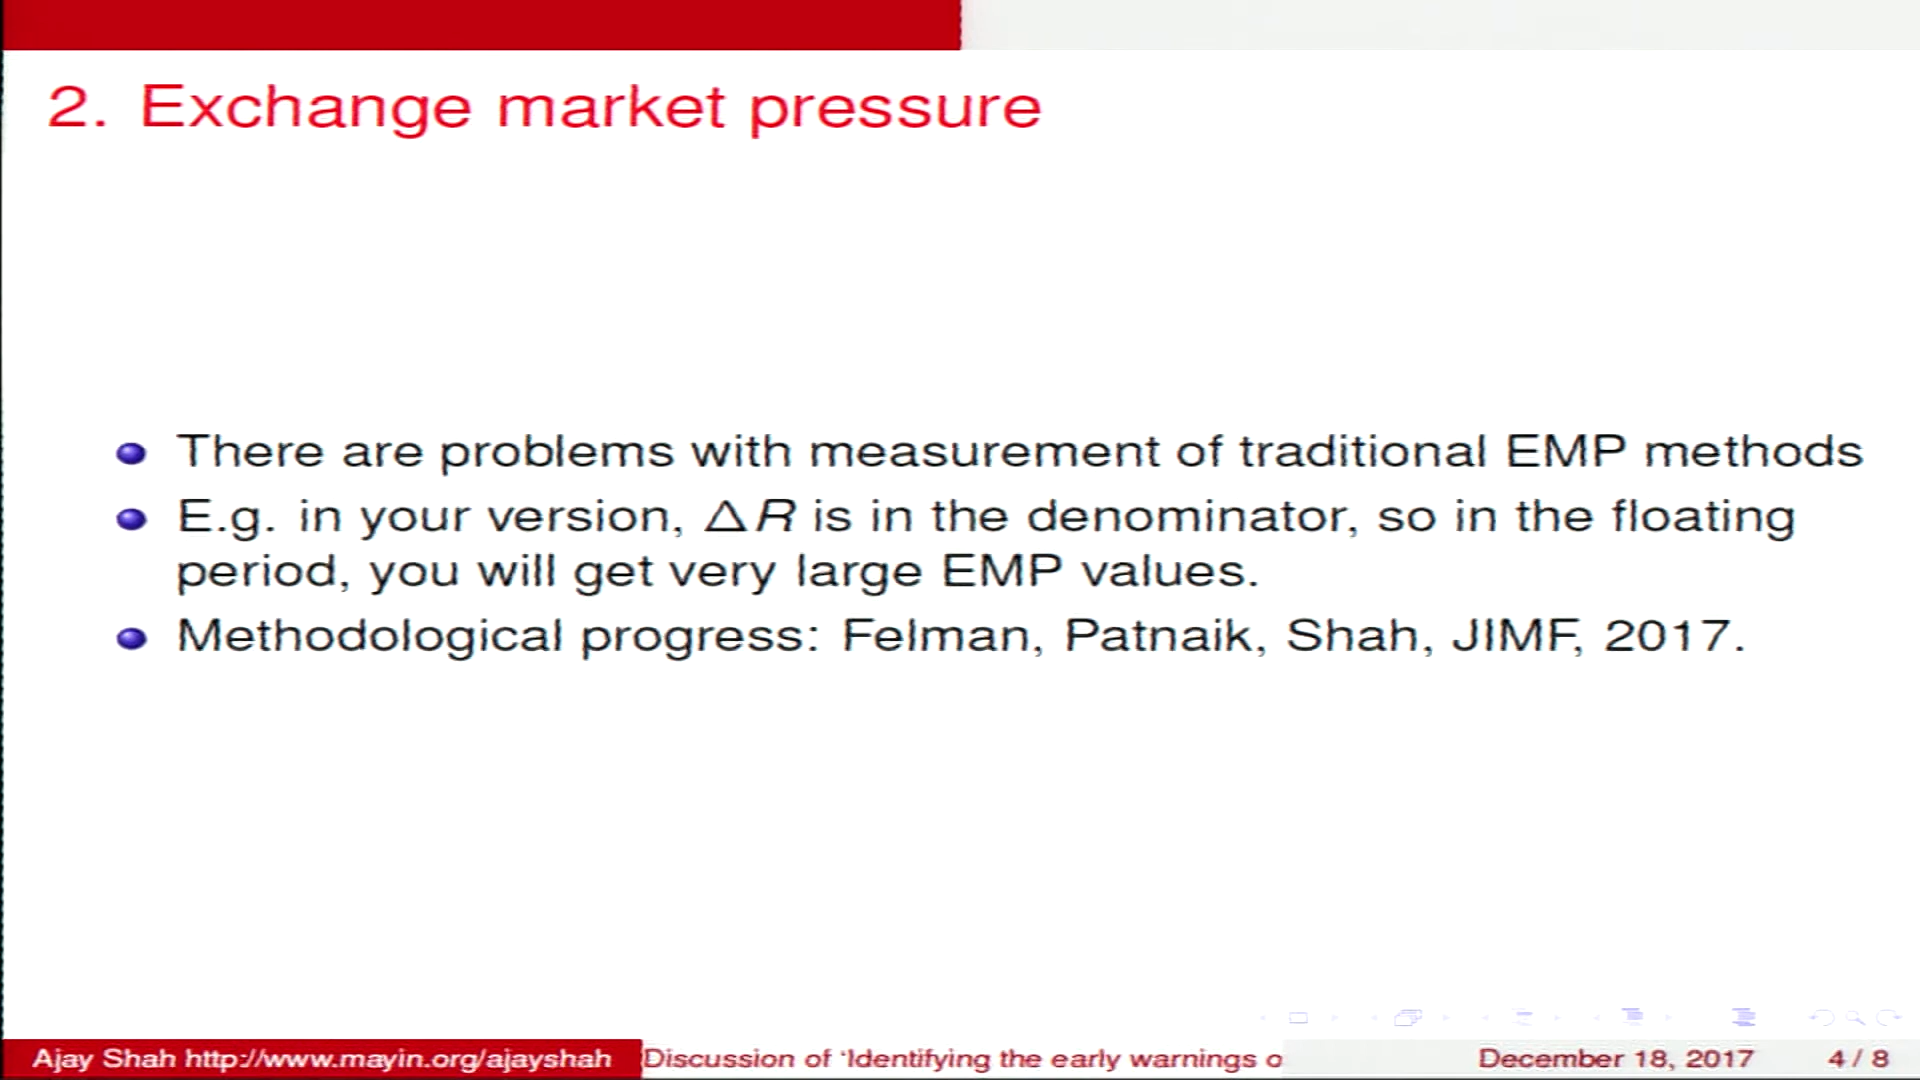 2. Exchange market pressure
There are problems with measurement of traditional EMP methods
E.g. in your version, ΔR is in the denominator, so in the floating
period, you will get very large EMP values.
Methodological progress: Felman, Patnaik, Shah, JIMF, 2017.
Ajay Shah http://www.mayin.org/ajayshah Discussion of ‘Identifying the early warnings o December 18, 2017 4 / 8